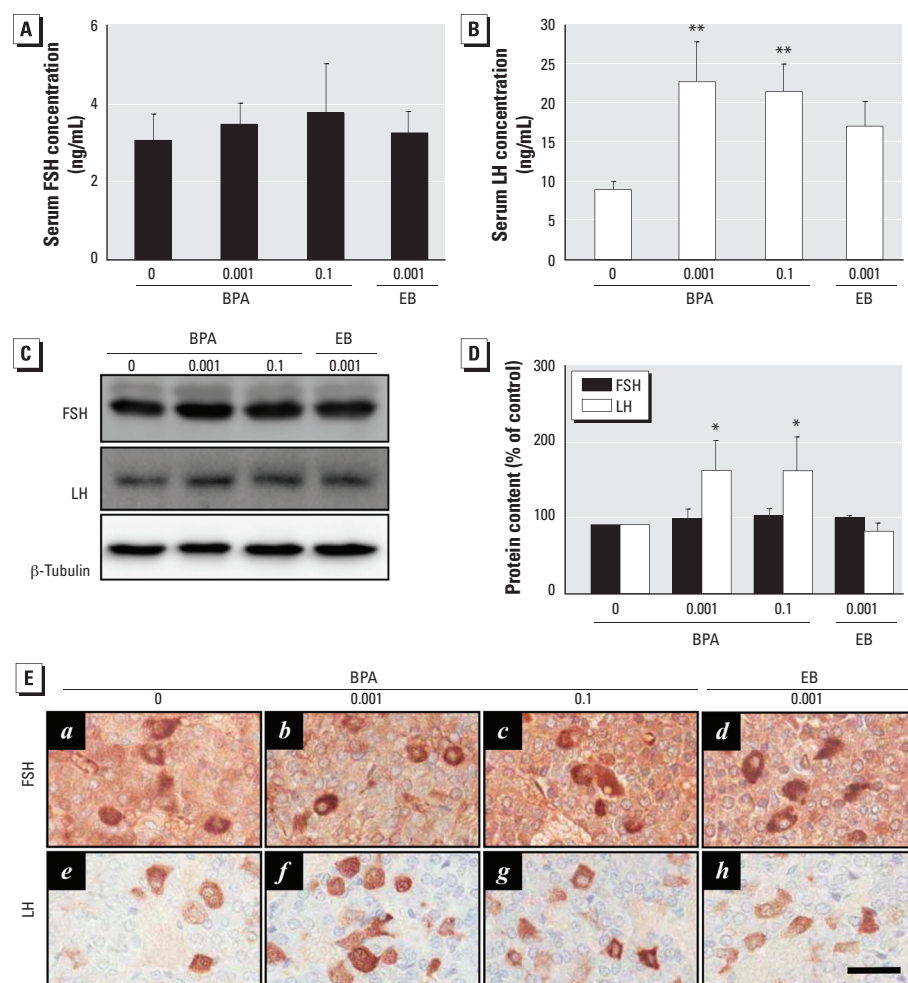 A
Serum FSH concentration
(ng/mL)
6
4
2
0
0 0.001 0.1 0.001
BPA EB
B
Serum LH concentration
(ng/mL)
30
25
20
15
10
5
0
** **
0 0.001 0.1 0.001
BPA EB
C
BPA EB
0 0.001 0.1 0.001
FSH
LH
β-Tubulin
D
Protein content (% of control)
300
200
100
0
FSH
LH
* *
0 0.001 0.1 0.001
BPA EB
E
BPA EB
0 0.001 0.1 0.001
FSH
a b c d
LH
e f g h